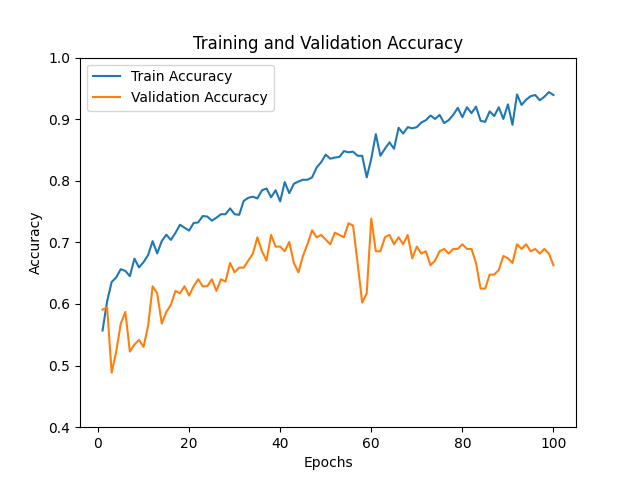 Training and Validation Accuracy
Train Accuracy
Validation Accuracy
Accuracy
1.0
0.9
0.8
0.7
0.6
0.5
0.4
0 20 40 60 80 100
Epochs